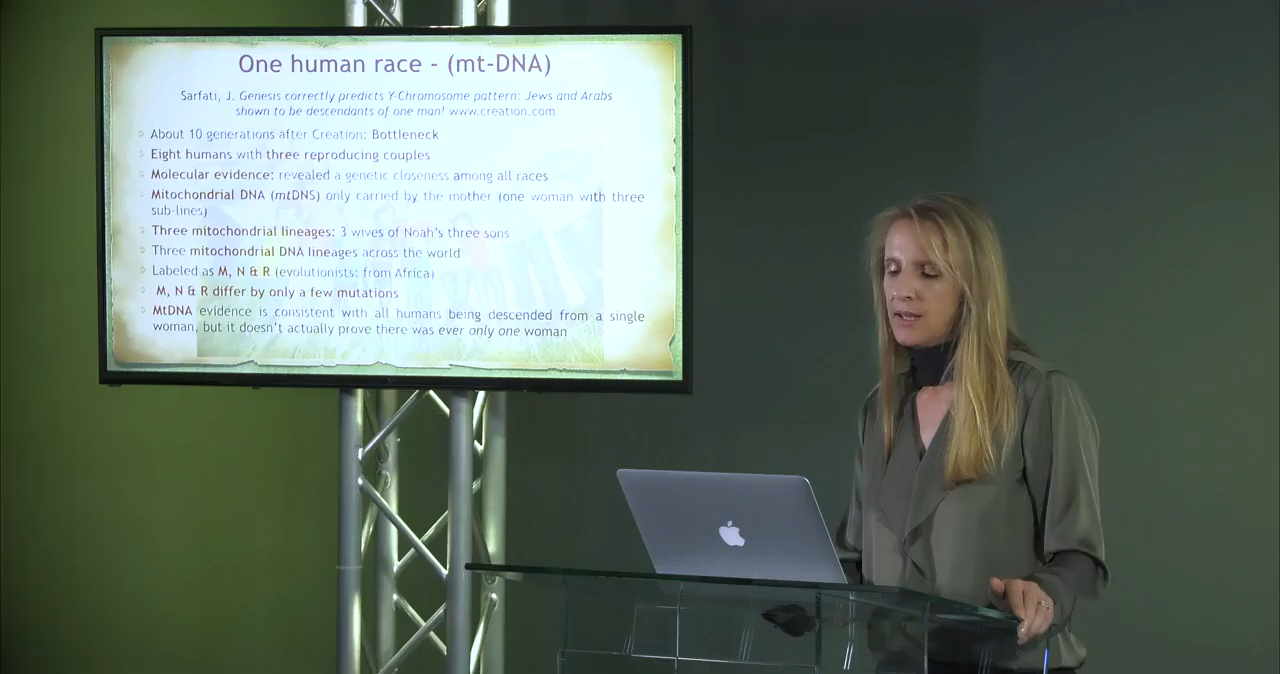 One human race - (mt-DNA)
Sarfati, J. Genesis correctly predicts Y-Chromosome pattern: Jews and Arabs
shown to be descendants of one man! www.creation.com
About 10 generations after Creation: Bottleneck
Eight humans with three reproducing couples
Molecular evidence: revealed a genetic closeness among all races
Mitochondrial DNA (mtDNS) only carried by the mother (one woman with three
sub-lines)
Three mitochondrial lineages: 3 wives of Noah's three sons
Three mitochondrial DNA lineages across the world
Labeled as M, N & R (evolutionists: from Africa)
M, N & R differ by only a few mutations
MtDNA evidence is consistent with all humans being descended from a single
woman, but it doesn't actually prove there was ever only one woman